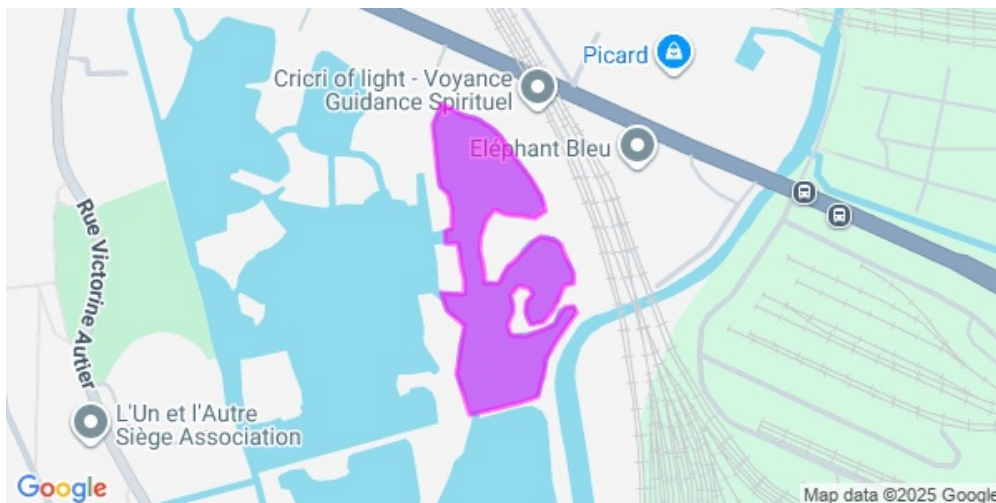 Picard
Cricri of light - Voyance
Guidance Spirituel
Eléphant Bleu
Rue Victorine Autier
L'Un et l'Autre
Siège Association
Google
Map data ©2025 Google